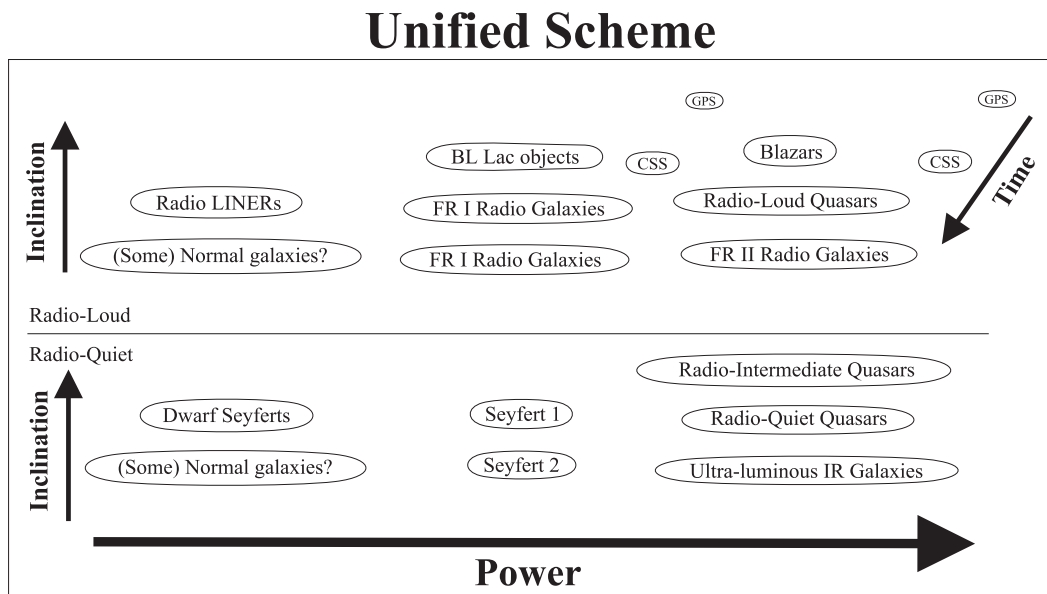 Unified Scheme
GPS
GPS
Inclination
BL Lac objects
CSS
Blazars
CSS
Time
Radio LINERs
FR I Radio Galaxies
Radio-Loud Quasars
(Some) Normal galaxies?
FR I Radio Galaxies
FR II Radio Galaxies
Radio-Loud
Radio-Quiet
Inclination
Radio-Intermediate Quasars
Dwarf Seyferts
Seyfert 1
Radio-Quiet Quasars
(Some) Normal galaxies?
Seyfert 2
Ultra-luminous IR Galaxies
Power